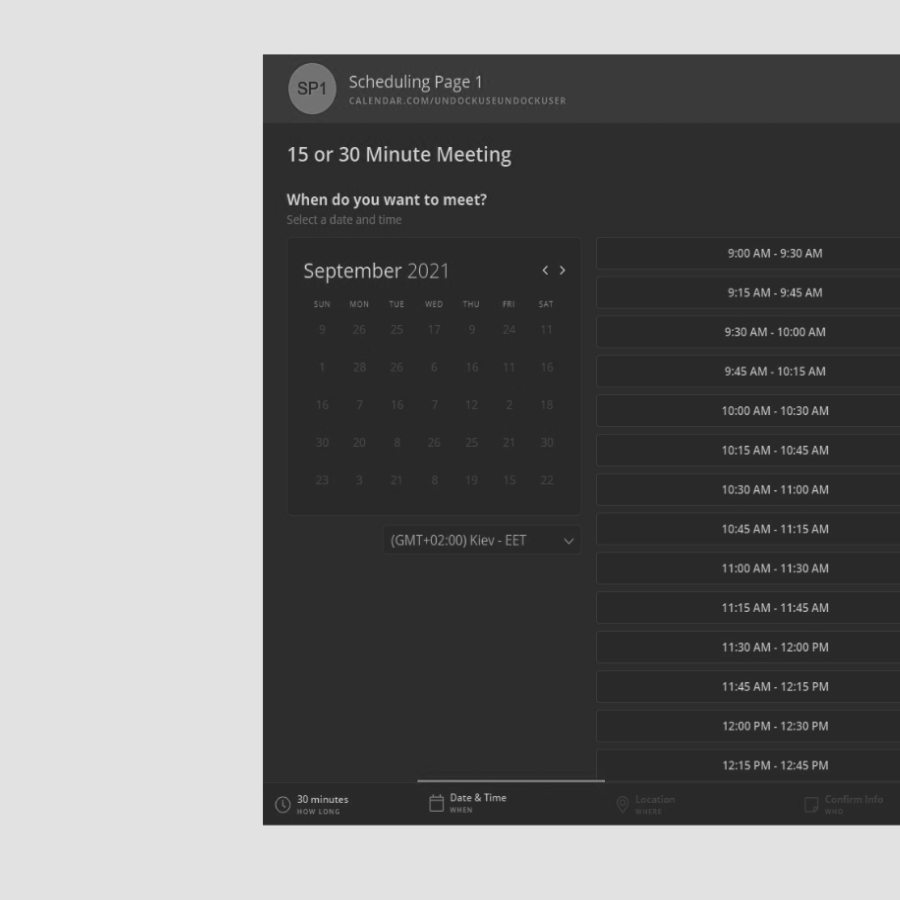 SP1
Scheduling Page 1
CALENDAR.COM/UNDOCKUSEUNDOCKUSER
15 or 30 Minute Meeting
When do you want to meet?
Select a date and time
September 2021
SUN MON TUE WED THU FRI SAT
9 26 25 17 9 24 11
1 28 26 6 16 11 16
16 7 16 7 12 2 18
30 20 8 26 25 21 30
23 3 21 8 19 15 22
(GMT+02:00) Kiev - EET
9:00 AM - 9:30 AM
9:15 AM - 9:45 AM
9:30 AM - 10:00 AM
9:45 AM - 10:15 AM
10:00 AM - 10:30 AM
10:15 AM - 10:45 AM
10:30 AM - 11:00 AM
10:45 AM - 11:15 AM
11:00 AM - 11:30 AM
11:15 AM - 11:45 AM
11:30 AM - 12:00 PM
11:45 AM - 12:15 PM
12:00 PM - 12:30 PM
12:15 PM - 12:45 PM
30 minutes
HOW LONG
Date & Time
WHEN
Location
WHERE
Confirm Info
WHO